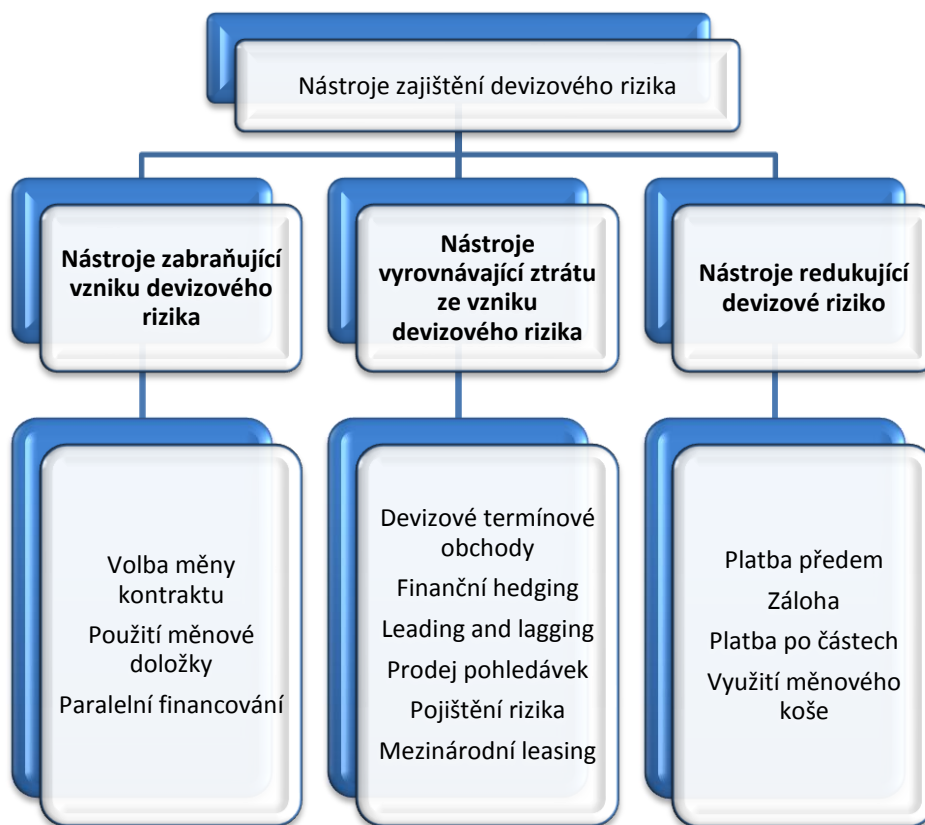 Nástroje zajištění devizového rizika
Nástroje zabraňující
vzniku devizového
rizika
Nástroje
vyrovnávající ztrátu
ze vzniku
devizového rizika
Nástroje redukující
devizové riziko
Volba měny
kontraktu
Použití měnové
doložky
Paralelní financování
Devizové termínové
obchody
Finanční hedging
Leading and lagging
Prodej pohledávek
Pojištění rizika
Mezinárodní leasing
Platba předem
Záloha
Platba po částech
Využití měnového
koše